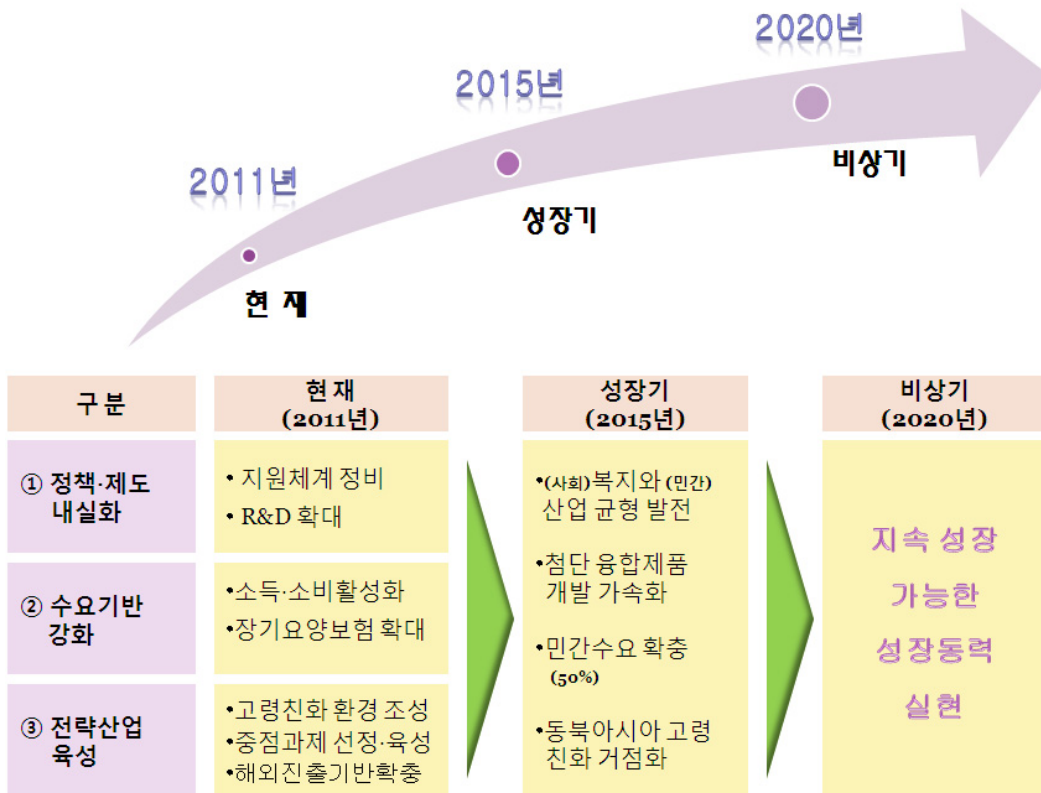 2020년
2015년
비상기
2011년
성장기
현 재
구 분
현 재
(2011년)
성장기
(2015년)
비상기
(2020년)
① 정책·제도
내실화
• 지원체계 정비
• R&D 확대
② 수요기반
강화
•소득·소비활성화
•장기요양보험 확대
③ 전략산업
육성
•고령친화 환경 조성
•중점과제 선정·육성
•해외진출기반확충
•(사회)복지와 (민간)
산업 균형 발전
•첨단 융합제품
개발 가속화
•민간수요 확충
(50%)
•동북아시아 고령
친화 거점화
지속 성장
가능한
성장동력
실현